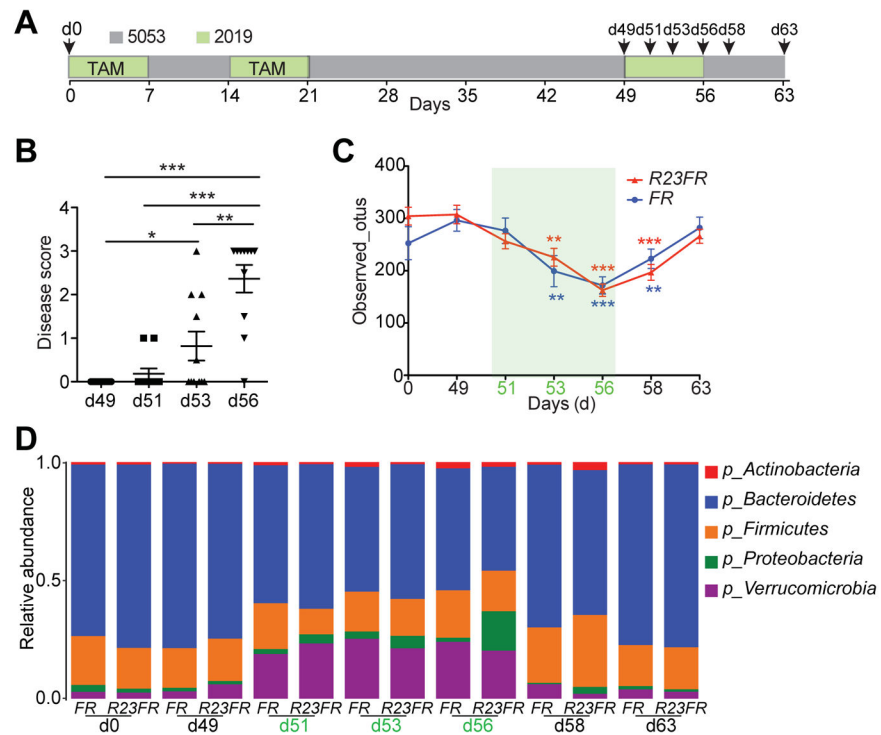 A
d0
5053
2019
d49 d51 d53 d56 d58 d63
TAM
TAM
0 7 14 21 28 35 42 49 56 63
Days
B
***
***
**
*
Disease score
4
3
2
1
0
d49 d51 d53 d56
C
400
300
200
100
0
Obserrved_otus
R23FR
FR
** *** ***
** *** **
0 49 51 53 56 58 63
Days (d)
D
1.0
0.5
0.0
Relative abundance
p_Actinobacteria
p_Bacteroidetes
p_Firmicutes
p_Proteobacteria
p_Verrucomicrobia
FR R23FR FR R23FR FR R23FR FR R23FR FR R23FR FR R23FR FR R23FR
d0 d49 d51 d53 d56 d58 d63